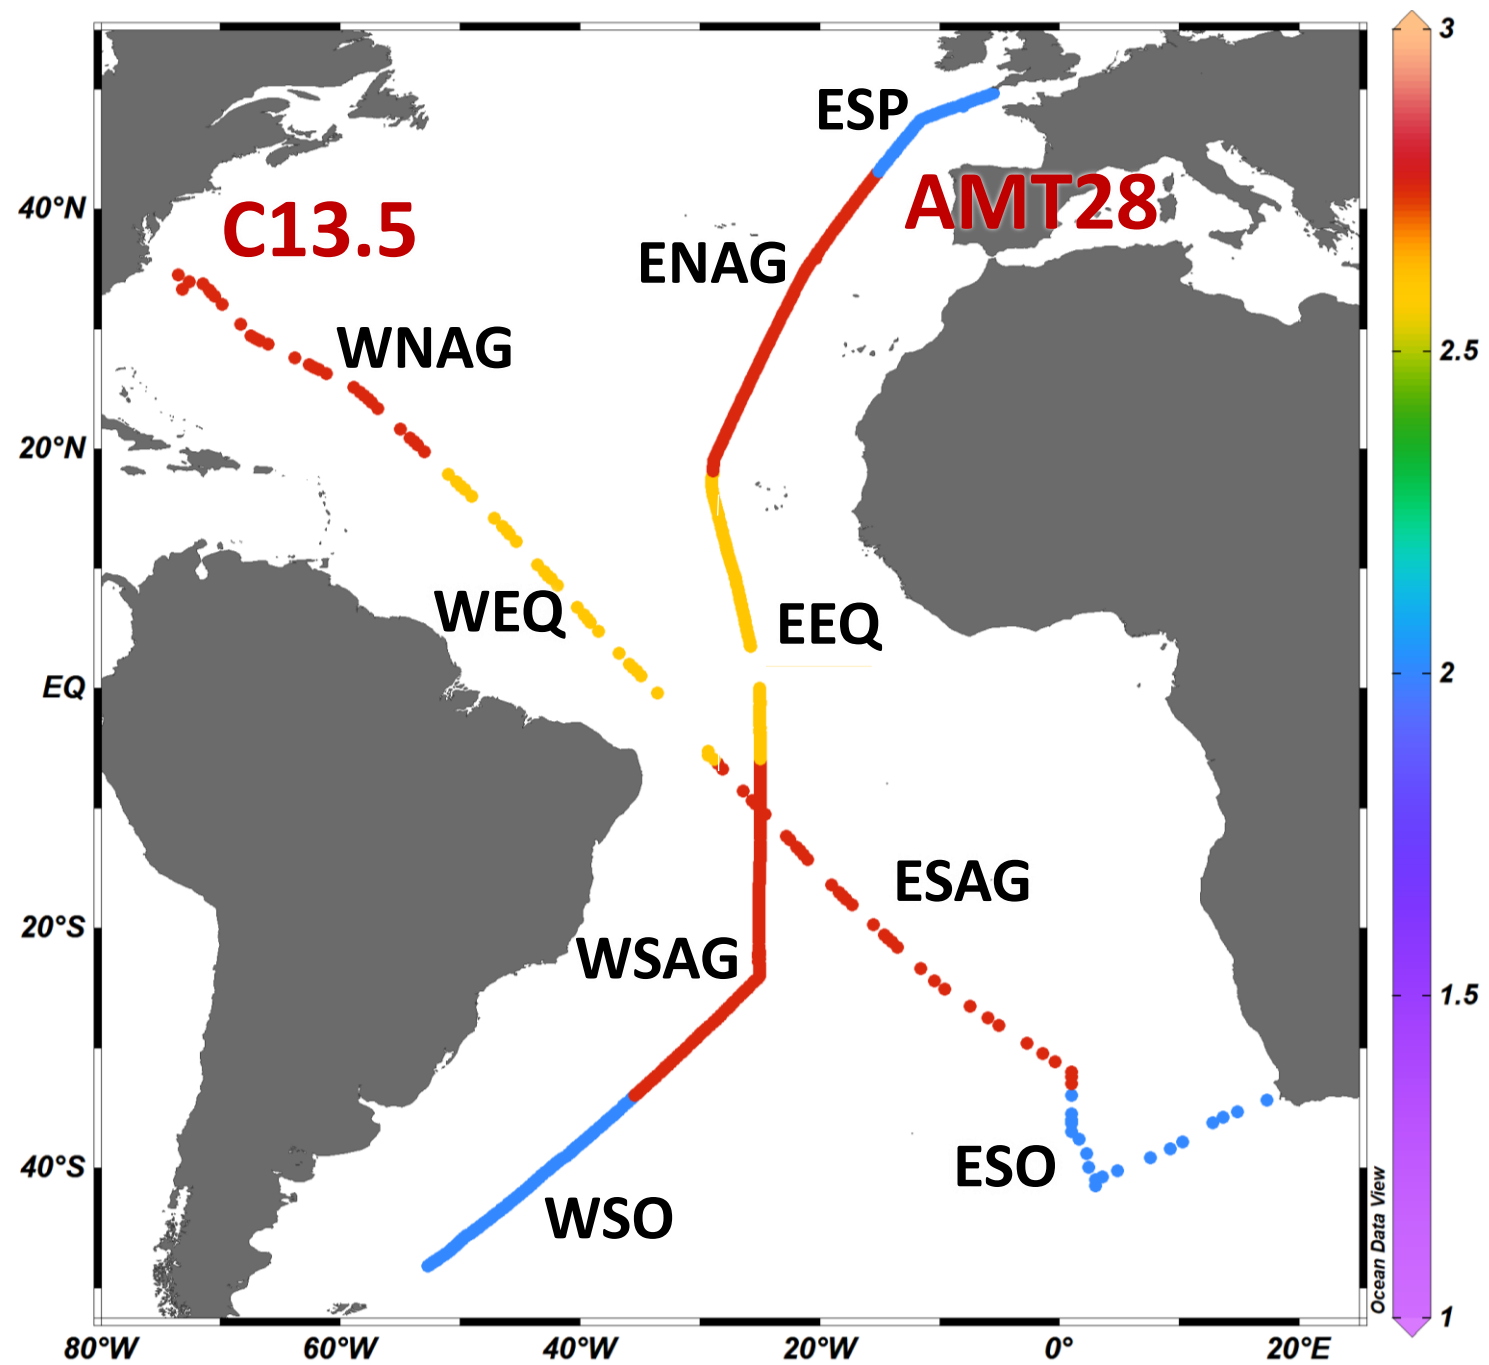 ESP
AMT28
C13.5
ENAG
WNAG
WEQ
EEQ
ESAG
WSAG
ESO
WSO
40°N
20°N
EQ
20°S
40°S
80°W
60°W
40°W
20°W
0°
20°E
3
2.5
2
1.5
1
Ocean Data View